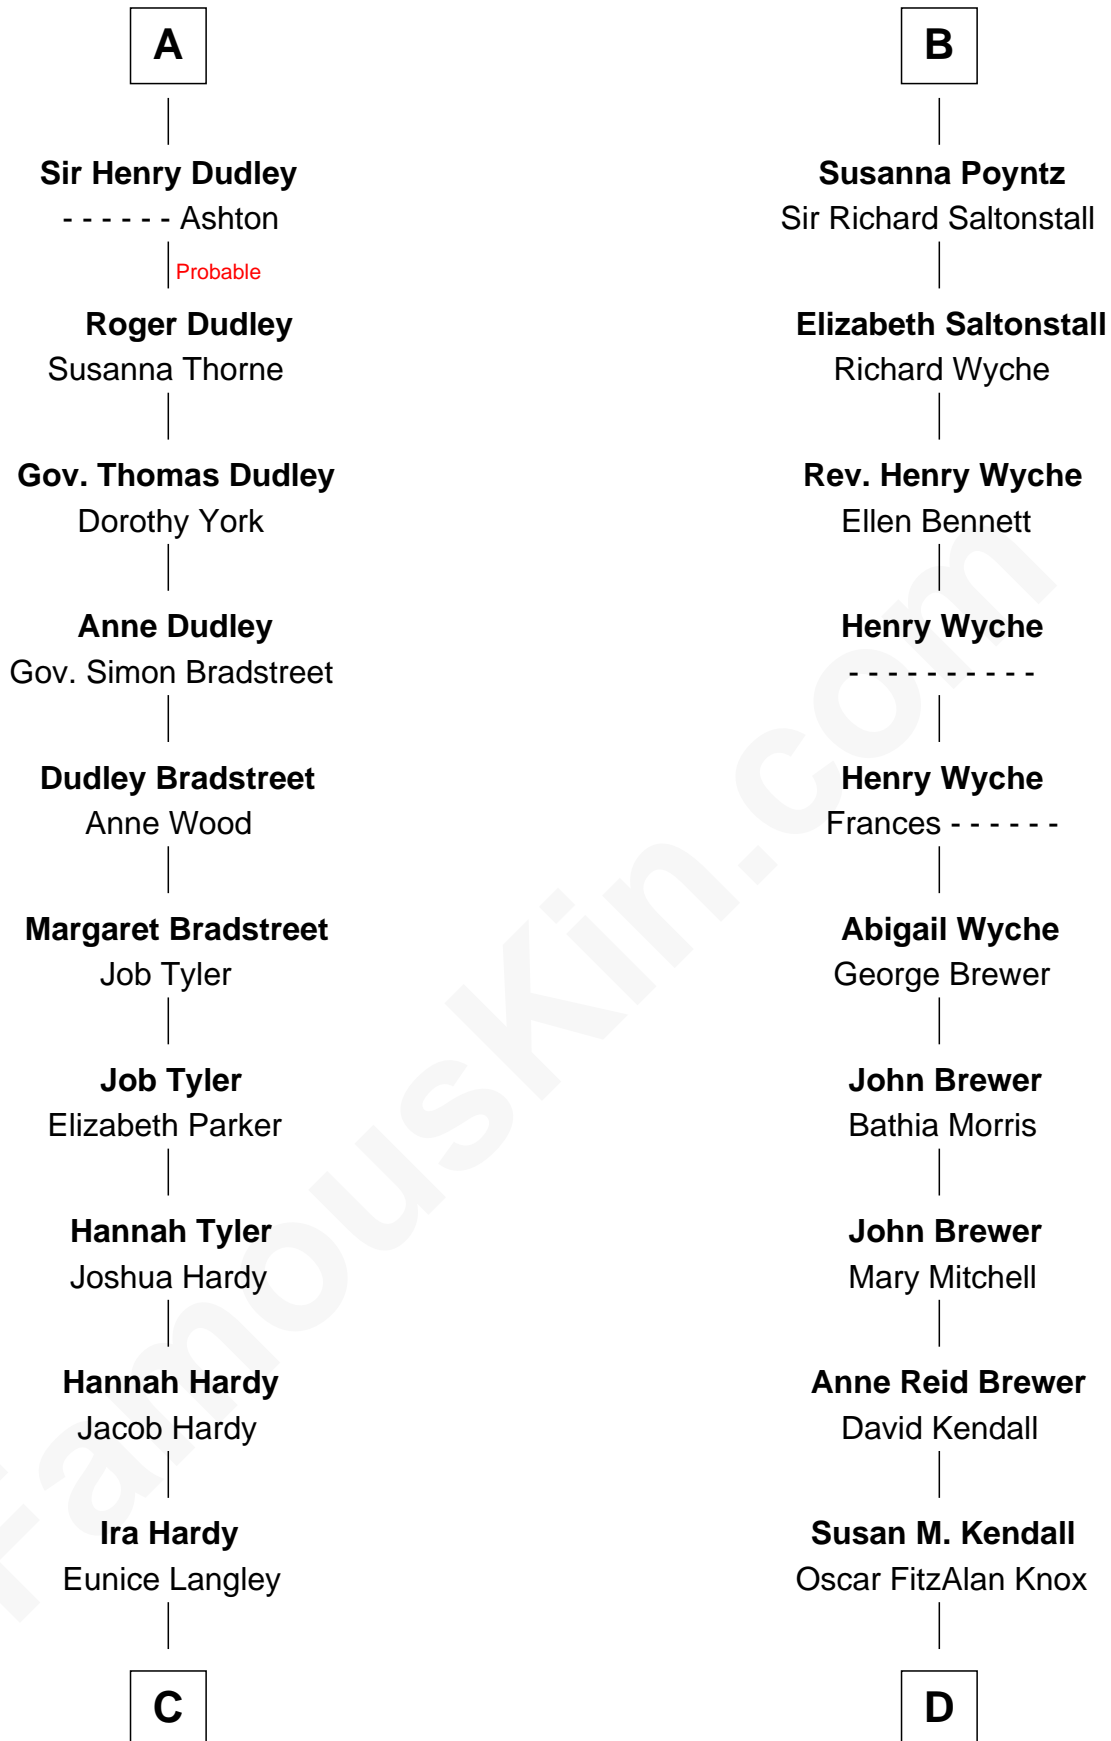 A
Sir Henry Dudley
- - - - - - Ashton
Probable
Roger Dudley
Susanna Thorne
Gov. Thomas Dudley
Dorothy York
Anne Dudley
Gov. Simon Bradstreet
Dudley Bradstreet
Anne Wood
Margaret Bradstreet
Job Tyler
Job Tyler
Elizabeth Parker
Hannah Tyler
Joshua Hardy
Hannah Hardy
Jacob Hardy
Ira Hardy
Eunice Langley
C
B
Susanna Poyntz
Sir Richard Saltonstall
Elizabeth Saltonstall
Richard Wyche
Rev. Henry Wyche
Ellen Bennett
Henry Wyche
- - - - - - - - - -
Henry Wyche
Frances - - - - - -
Abigail Wyche
George Brewer
John Brewer
Bathia Morris
John Brewer
Mary Mitchell
Anne Reid Brewer
David Kendall
Susan M. Kendall
Oscar FitzAlan Knox
D
FamousKin.com